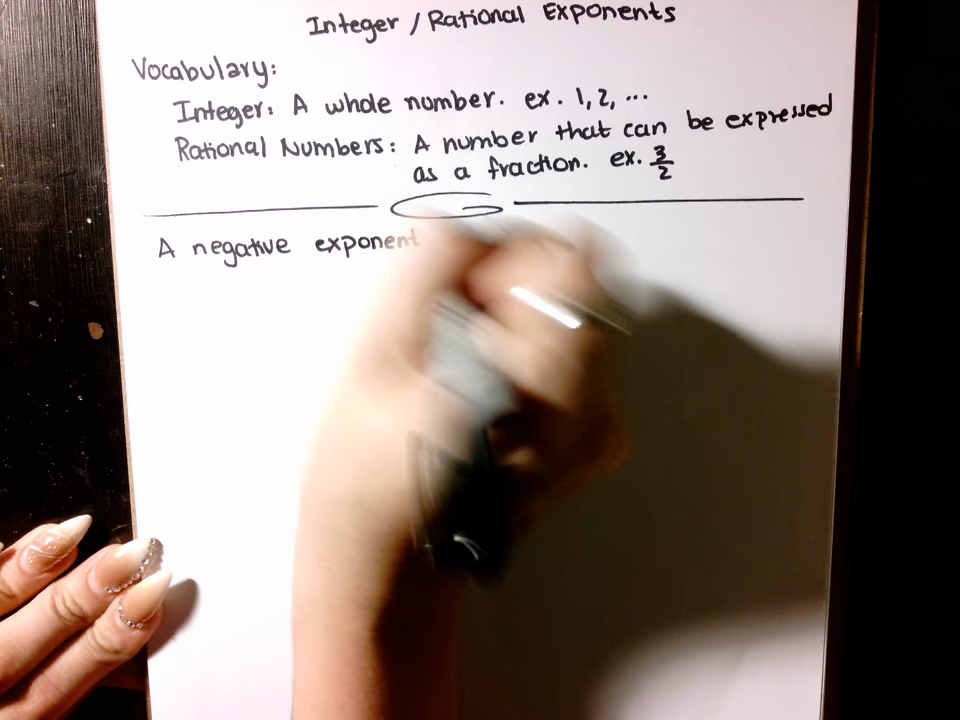 Integer / Rational Exponents
Vocabulary:
Integer: A whole number. ex. 1, 2, ...
Rational Numbers: A number that can be expressed
as a fraction. ex. 3/2
A negative exponent